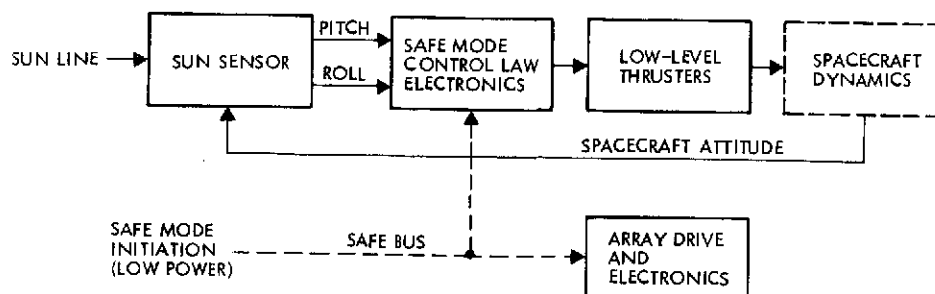 SUN LINE
SUN SENSOR
PITCH
ROLL
SAFE MODE
CONTROL LAW
ELECTRONICS
LOW-LEVEL
THRUSTERS
SPACECRAFT
DYNAMICS
SPACECRAFT ATTITUDE
SAFE MODE
INITIATION
(LOW POWER)
SAFE BUS
ARRAY DRIVE
AND
ELECTRONICS